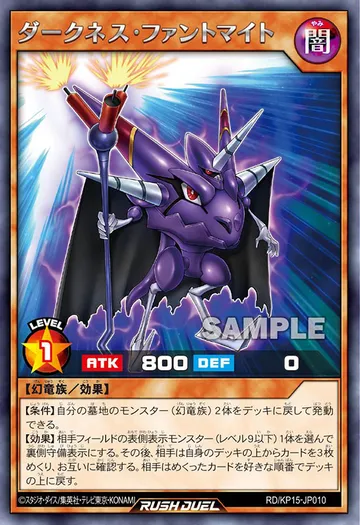 ダークネス・ファントマイト
やみ
闇
SAMPLE
LEVEL
1
ATK 800 DEF 0
【幻竜族／効果】
【条件】自分の墓地のモンスター（幻竜族）2体をデッキに戻して発動
できる。
【効果】相手フィールドの表側表示モンスター（レベル9以下）1体を選んで
裏側守備表示にする。その後、相手は自身のデッキの上からカードを3枚
めくり、お互いに確認する。相手はめくったカードを好きな順番でデッキの
上に戻す。
©スタジオ・ダイス/集英社・テレビ東京・KONAMI
RUSH DUEL
RD/KP15-JP010